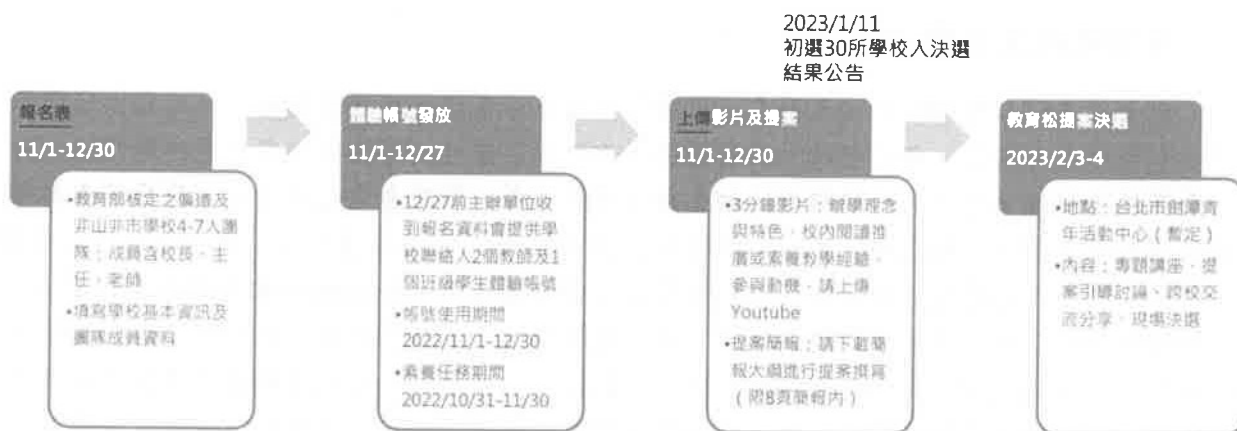 2023/1/11
初選30所學校入決選
結果公告
報名表
11/1-12/30
•教育部核定之偏遠及
非山非市學校4-7人團
隊：成員含校長、主
任、老師
•填寫學校基本資訊及
團隊成員資料
體驗帳號發放
11/1-12/27
•12/27前主辦單位收
到報名資料會提供學
校聯絡人2個教師及1
個班級學生體驗帳號
•帳號使用期間
2022/11/1-12/30
•素養任務期間
2022/10/31-11/30
上傳影片及提案
11/1-12/30
•3分鐘影片：辦學理念
與特色、校內閱讀推
廣或素養教學經驗、
參與動機，請上傳
Youtube
•提案簡報：請下載簡
報大綱進行提案撰寫
（限8頁簡報內）
教育松提案決選
2023/2/3-4
•地點：台北市劍潭青
年活動中心（暫定）
•內容：專題講座、提
案引導討論、跨校交
流分享、現場決選